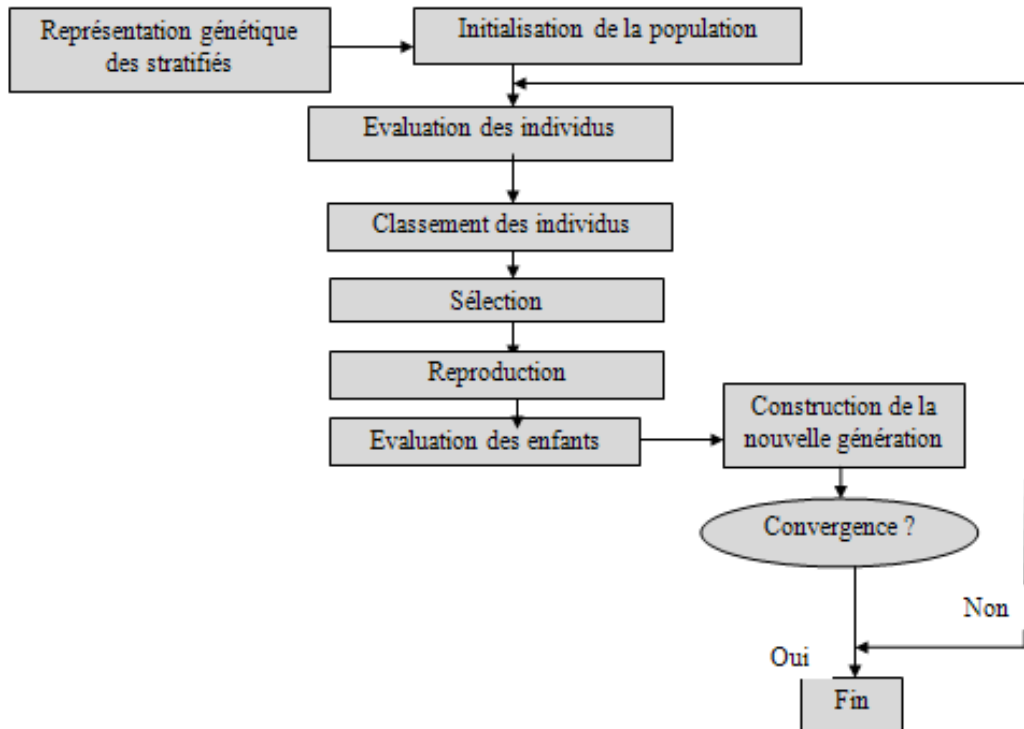 Représentation génétique
des stratifiés
Initialisation de la population
Evaluation des individus
Classement des individus
Sélection
Reproduction
Evaluation des enfants
Construction de la
nouvelle génération
Convergence ?
Non
Oui
Fin